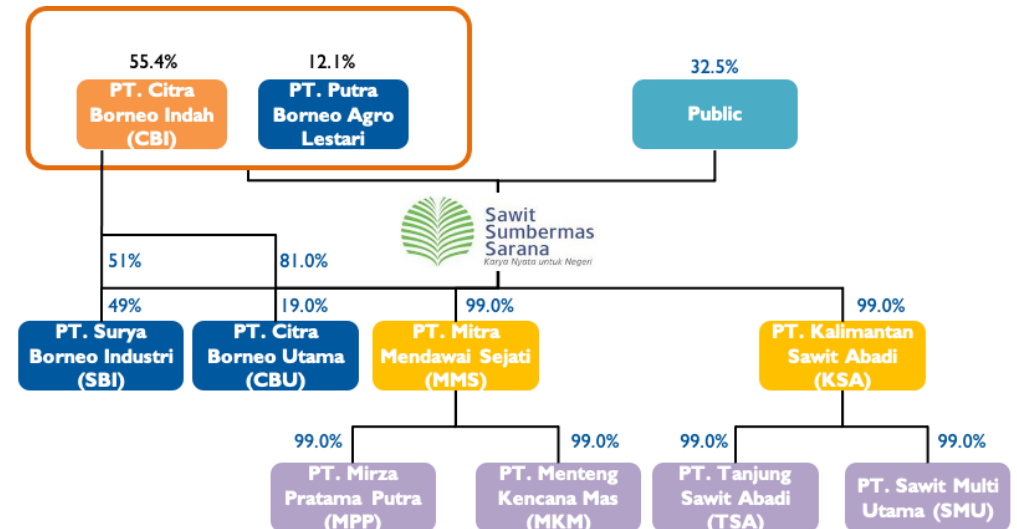 55.4%
12.1%
32.5%
PT. Citra
Borneo Indah
(CBI)
PT. Putra
Borneo Agro
Lestari
Public
Sawit
Sumbermas
Sarana
Karya Nyata untuk Negeri
51%
81.0%
49%
19.0%
99.0%
99.0%
PT. Surya
Borneo Industri
(SBI)
PT. Citra
Borneo Utama
(CBU)
PT. Mitra
Mendawai Sejati
(MMS)
PT. Kalimantan
Sawit Abadi
(KSA)
99.0%
99.0%
99.0%
99.0%
PT. Mirza
Pratama Putra
(MPP)
PT. Menteng
Kencana Mas
(MKM)
PT. Tanjung
Sawit Abadi
(TSA)
PT. Sawit Multi
Utama (SMU)